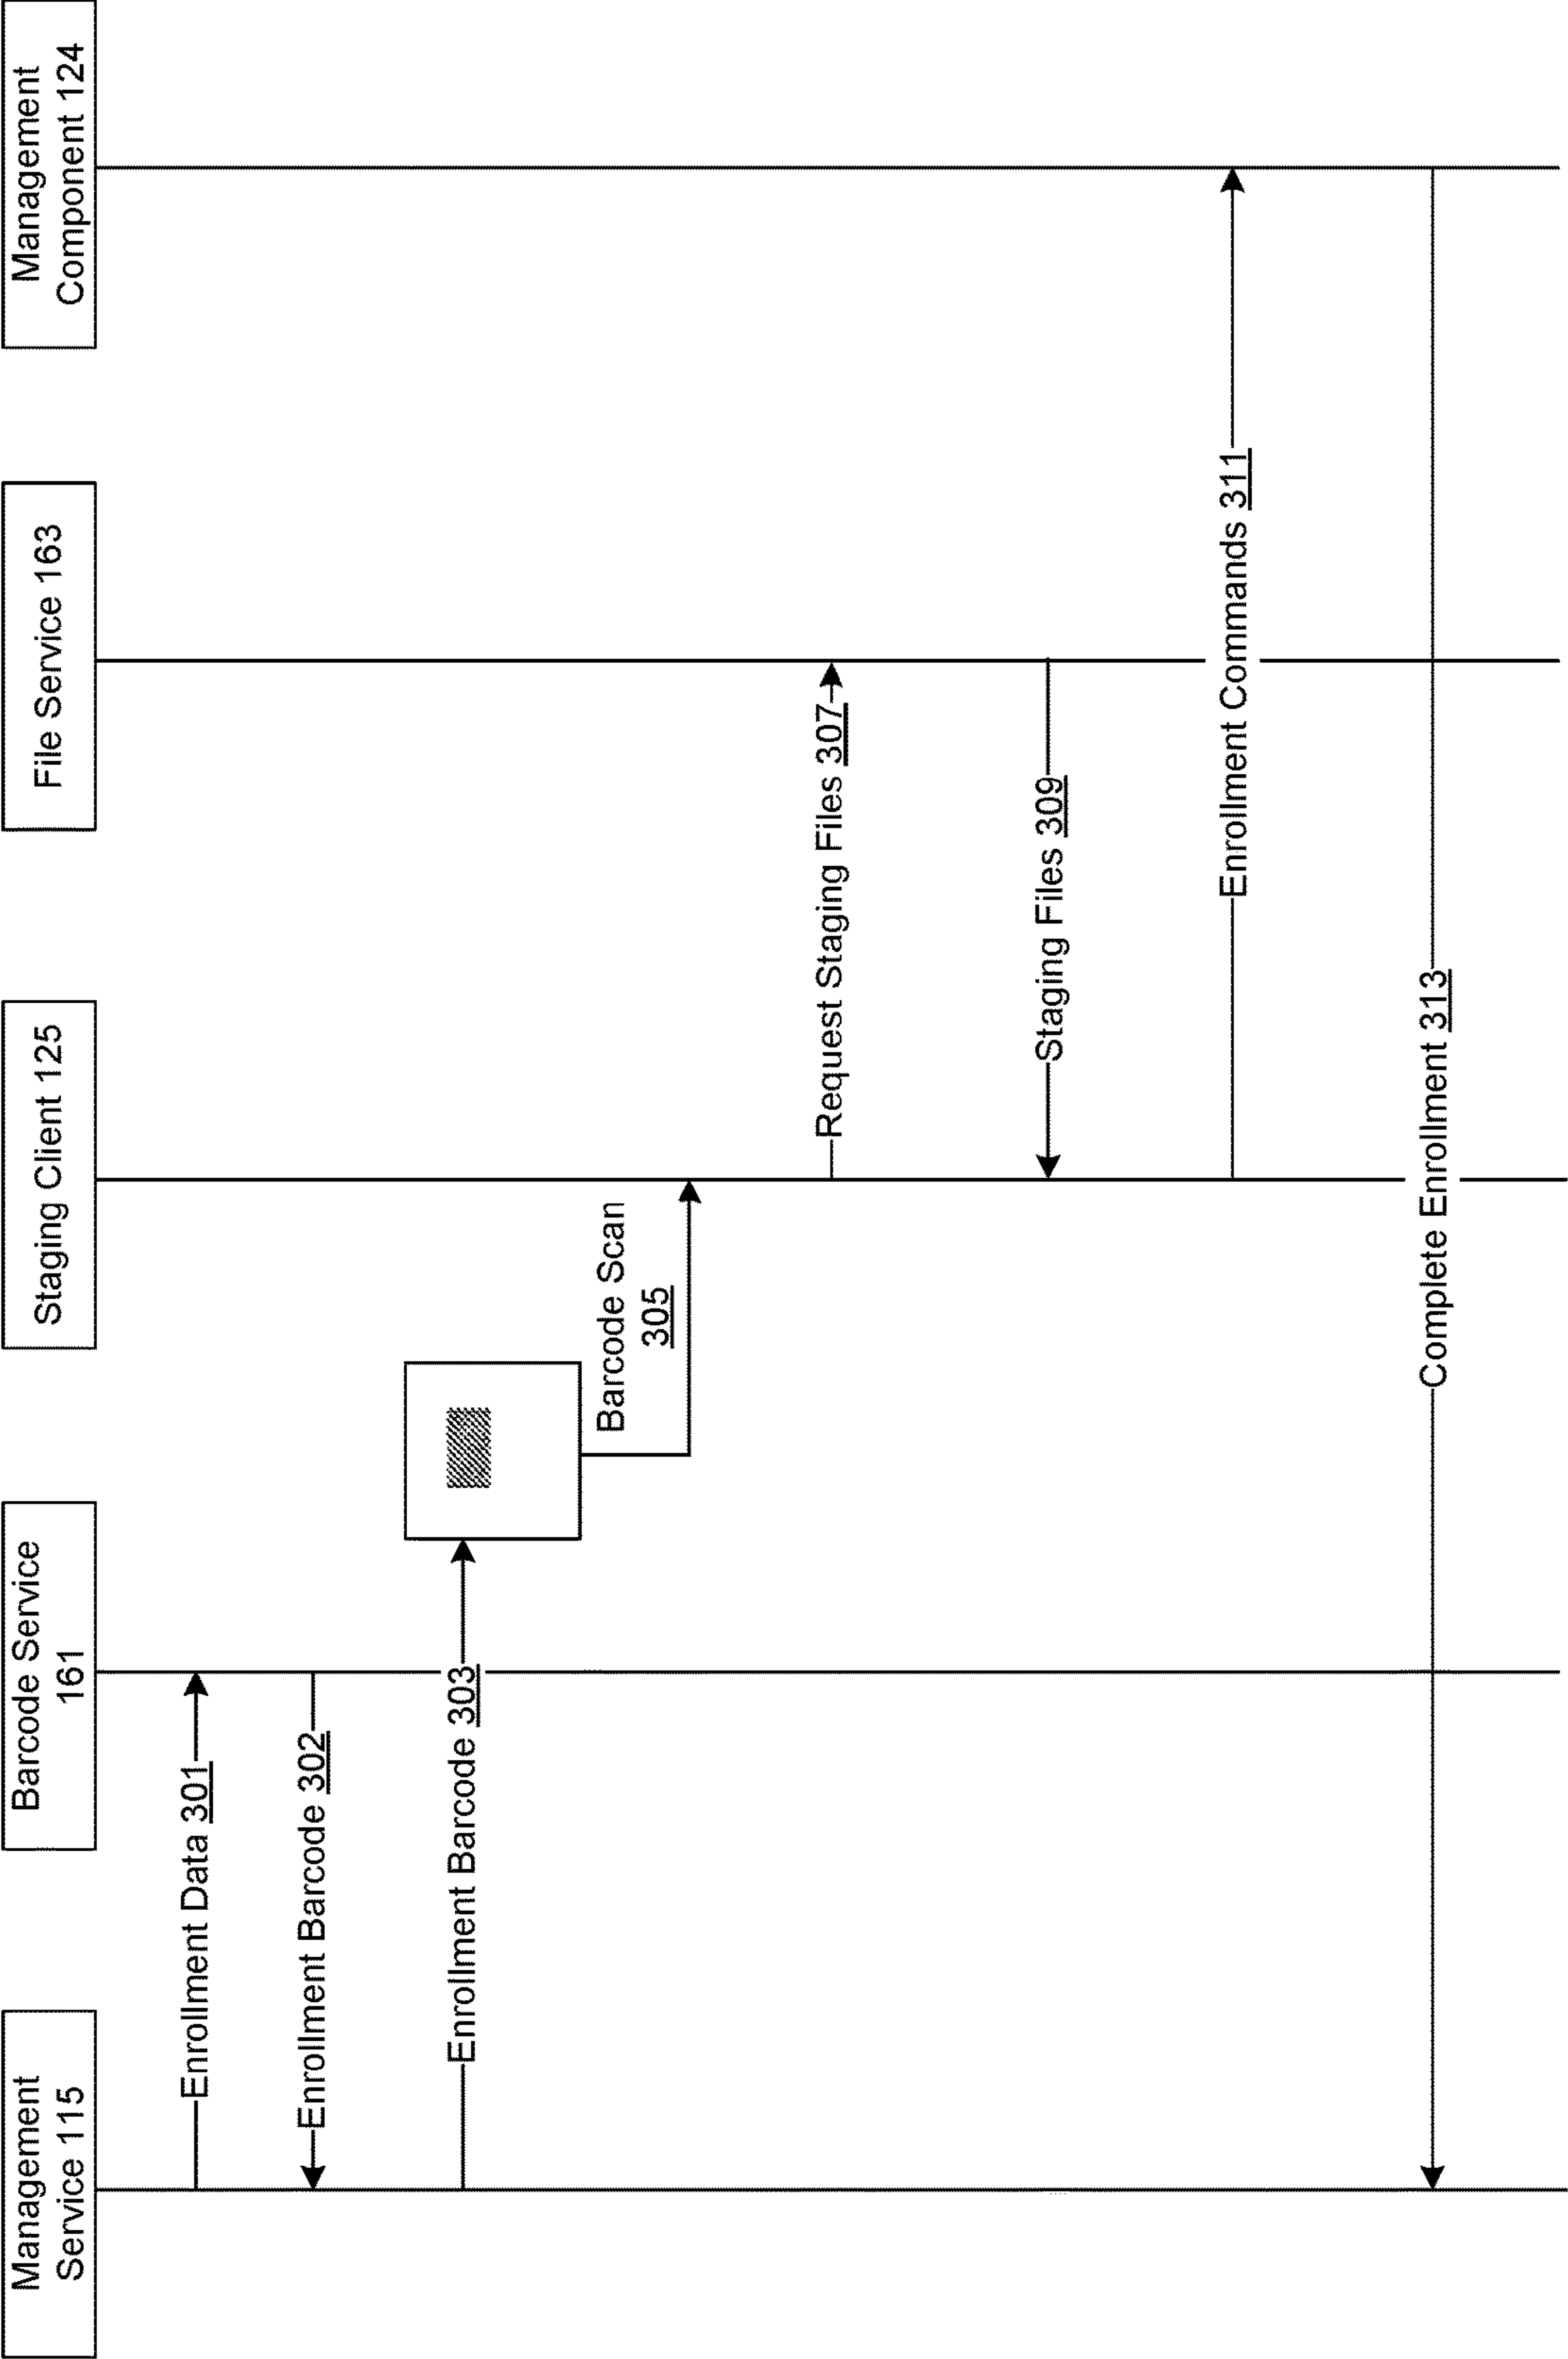 Management
Service 115
Barcode Service
161
Staging Client 125
File Service 163
Management
Component 124
Enrollment Data 301
Enrollment Barcode 302
Enrollment Barcode 303
Barcode Scan
305
Request Staging Files 307
Staging Files 309
Enrollment Commands 311
Complete Enrollment 313